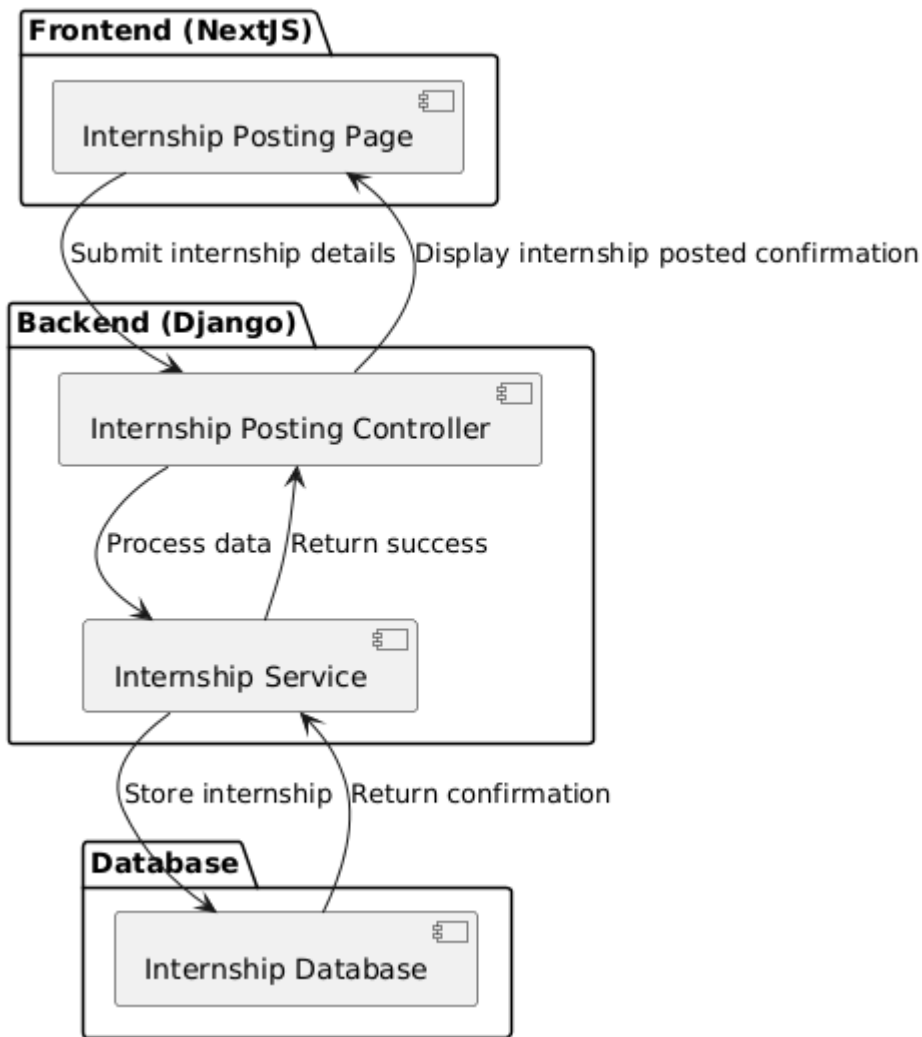 Frontend (NextJS)
Internship Posting Page
Submit internship details
Display internship posted confirmation
Backend (Django)
Internship Posting Controller
Process data
Return success
Internship Service
Store internship
Return confirmation
Database
Internship Database